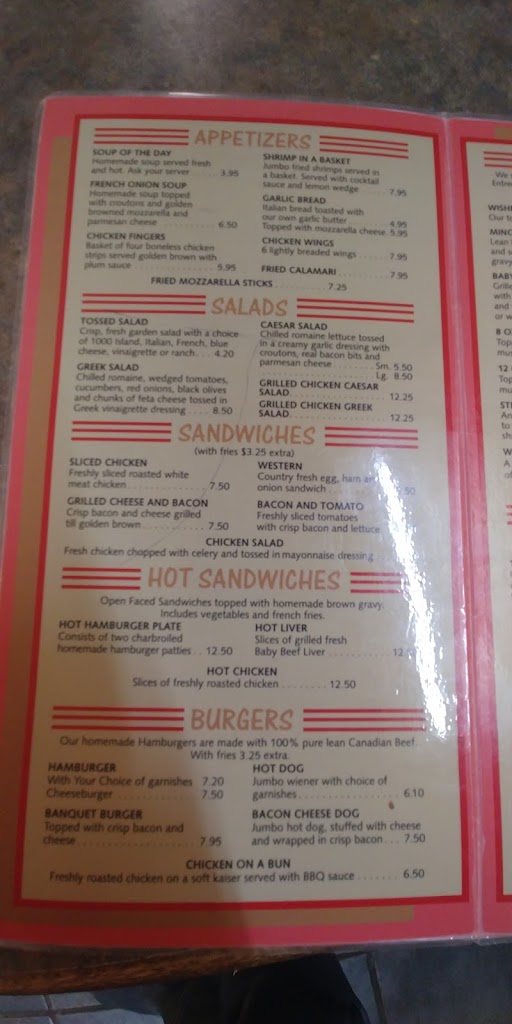 APPETIZERS
SOUP OF THE DAY
Homemade soup served fresh
and hot. Ask your server ..... 3.95
FRENCH ONION SOUP
Homemade soup topped
with croutons and golden
browned mozzarella and
parmesan cheese ............. 6.50
CHICKEN FINGERS
Basket of four boneless chicken
strips served golden brown with
plum sauce ................... 5.95
SHRIMP IN A BASKET
Jumbo fried shrimps served in
a basket. Served with cocktail
sauce and lemon wedge ....... 7.95
GARLIC BREAD
Italian bread toasted with
our own garlic butter ....... 4.95
Topped with mozzarella cheese. 5.95
CHICKEN WINGS
6 lightly breaded wings ...... 7.95
FRIED CALAMARI ............. 7.95
FRIED MOZZARELLA STICKS ............ 7.25
SALADS
TOSSED SALAD
Crisp, fresh garden salad with a choice
of 1000 Island, Italian, French, blue
cheese, vinaigrette or ranch. . . 4.20
GREEK SALAD
Chilled romaine, wedged tomatoes,
cucumbers, red onions, black olives
and chunks of feta cheese tossed in
Greek vinaigrette dressing .... 8.50
CAESAR SALAD
Chilled romaine lettuce tossed
in a creamy garlic dressing with
croutons, real bacon bits and
parmesan cheese ........ Sm. 5.50
.................... Lg. 8.50
GRILLED CHICKEN CAESAR
SALAD................... 12.25
GRILLED CHICKEN GREEK
SALAD................... 12.25
SANDWICHES
(with fries $3.25 extra)
SLICED CHICKEN
Freshly sliced roasted white
meat chicken ................ 7.50
GRILLED CHEESE AND BACON
Crisp bacon and cheese grilled
till golden brown............ 7.50
WESTERN
Country fresh egg, ham
onion sandwich
BACON AND TOMATO
Freshly sliced tomatoes
with crisp bacon and lettuce
CHICKEN SALAD
Fresh chicken chopped with celery and tossed in mayonnaise dressing
HOT SANDWICHES
Open Faced Sandwiches topped with homemade brown gravy.
Includes vegetables and french fries.
HOT HAMBURGER PLATE
Consists of two charbroiled
homemade hamburger patties . . 12.50
HOT LIVER
Slices of grilled fresh
Baby Beef Liver .......... 12
HOT CHICKEN
Slices of freshly roasted chicken ........ 12.50
BURGERS
Our homemade Hamburgers are made with 100% pure lean Canadian Beef.
With fries 3.25 extra.
HAMBURGER
With Your Choice of garnishes 7.20
Cheeseburger .............. 7.50
BANQUET BURGER
Topped with crisp bacon and
cheese..................... 7.95
HOT DOG
Jumbo wiener with choice of
garnishes................... 6.10
BACON CHEESE DOG
Jumbo hot dog, stuffed with cheese
and wrapped in crisp bacon . . . 7.50
CHICKEN ON A BUN
Freshly roasted chicken on a soft kaiser served with BBQ sauce ....... 6.50